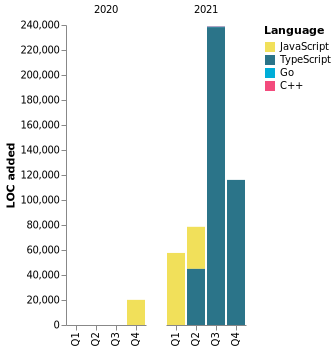 2020 2021
Language
JavaScript
TypeScript
Go
C++
LOC added
240,000
220,000
200,000
180,000
160,000
140,000
120,000
100,000
80,000
60,000
40,000
20,000
0
Q1 Q2 Q3 Q4 Q1 Q2 Q3 Q4